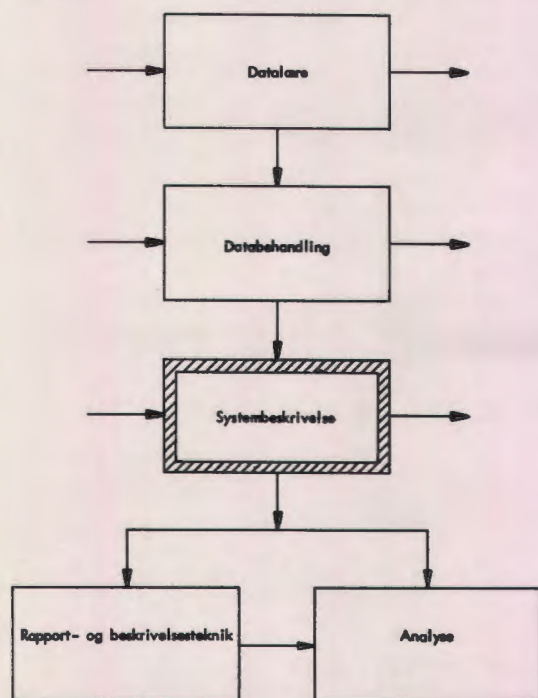 Datalære
Databehandling
Systembeskrivelse
Rapport- og beskrivelsesteknik
Analyse